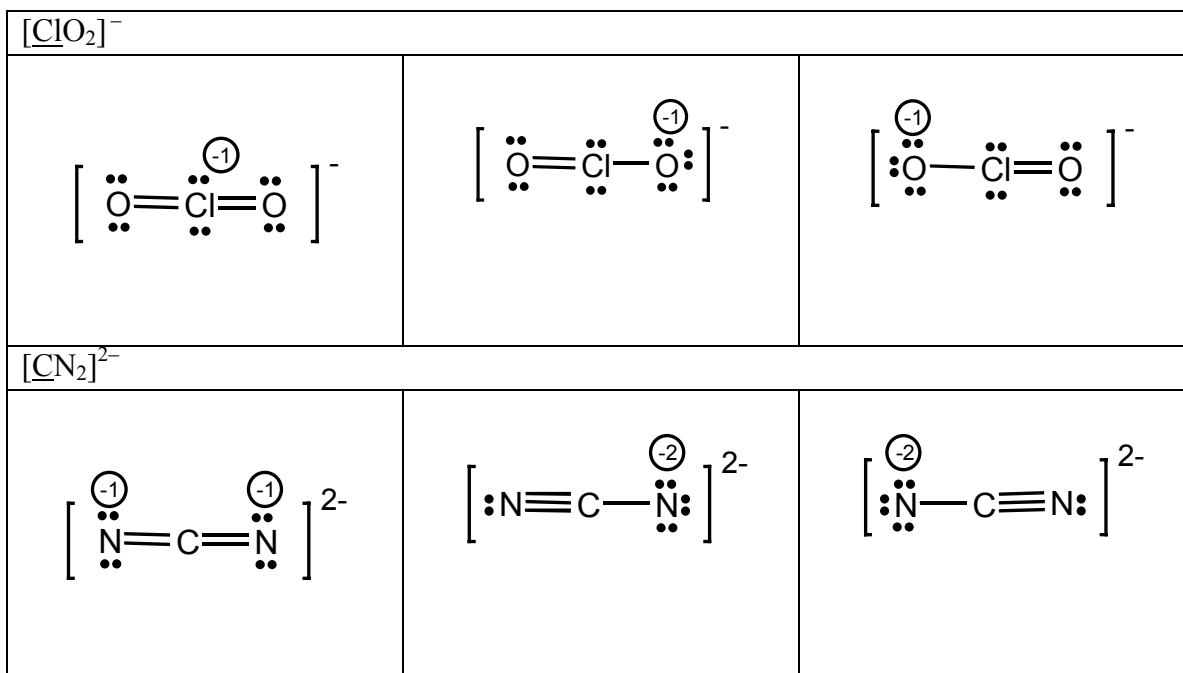 [ClO₂]⁻
[ :O=Cl=O: ]⁻ -1
[ O=Cl–O ]⁻ -1
[ O–Cl=O ]⁻ -1
[CN₂]²⁻
[ N=C=N ]2- -1 -1
[ :N≡C–N: ]2- -2
[ :N–C≡N: ]2- -2